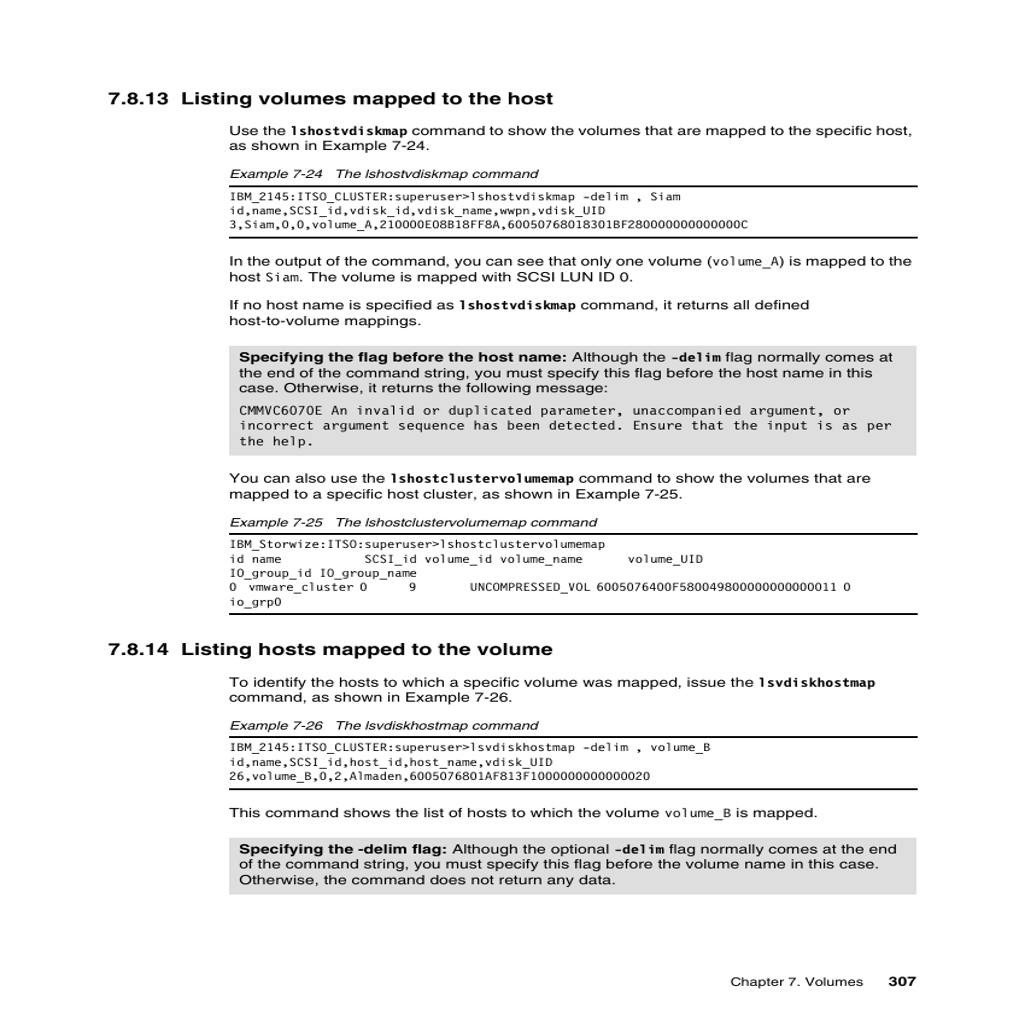 7.8.13 Listing volumes mapped to the host
Use the lshostvdiskmap command to show the volumes that are mapped to the specific host,
as shown in Example 7-24.
Example 7-24 The lshostvdiskmap command
IBM_2145:ITSO_CLUSTER:superuser>lshostvdiskmap -delim , Siam
id,name,SCSI_id,vdisk_id,vdisk_name,wwpn,vdisk_UID
3,Siam,0,0,volume_A,210000E08B18FF8A,60050768018301BF280000000000000C
In the output of the command, you can see that only one volume (volume_A) is mapped to the
host Siam. The volume is mapped with SCSI LUN ID 0.
If no host name is specified as lshostvdiskmap command, it returns all defined
host-to-volume mappings.
Specifying the flag before the host name: Although the -delim flag normally comes at
the end of the command string, you must specify this flag before the host name in this
case. Otherwise, it returns the following message:
CMMVC6070E An invalid or duplicated parameter, unaccompanied argument, or
incorrect argument sequence has been detected. Ensure that the input is as per
the help.
You can also use the lshostclustervolumemap command to show the volumes that are
mapped to a specific host cluster, as shown in Example 7-25.
Example 7-25 The lshostclustervolumemap command
IBM_Storwize:ITSO:superuser>lshostclustervolumemap
id name SCSI_id volume_id volume_name volume_UID
IO_group_id IO_group_name
0 vmware_cluster 0 9 UNCOMPRESSED_VOL 6005076400F580049800000000000011 0
io_grp0
7.8.14 Listing hosts mapped to the volume
To identify the hosts to which a specific volume was mapped, issue the lsvdiskhostmap
command, as shown in Example 7-26.
Example 7-26 The lsvdiskhostmap command
IBM_2145:ITSO_CLUSTER:superuser>lsvdiskhostmap -delim , volume_B
id,name,SCSI_id,host_id,host_name,vdisk_UID
26,volume_B,0,2,Almaden,6005076801AF813F1000000000000020
This command shows the list of hosts to which the volume volume_B is mapped.
Specifying the -delim flag: Although the optional -delim flag normally comes at the end
of the command string, you must specify this flag before the volume name in this case.
Otherwise, the command does not return any data.
Chapter 7. Volumes 307